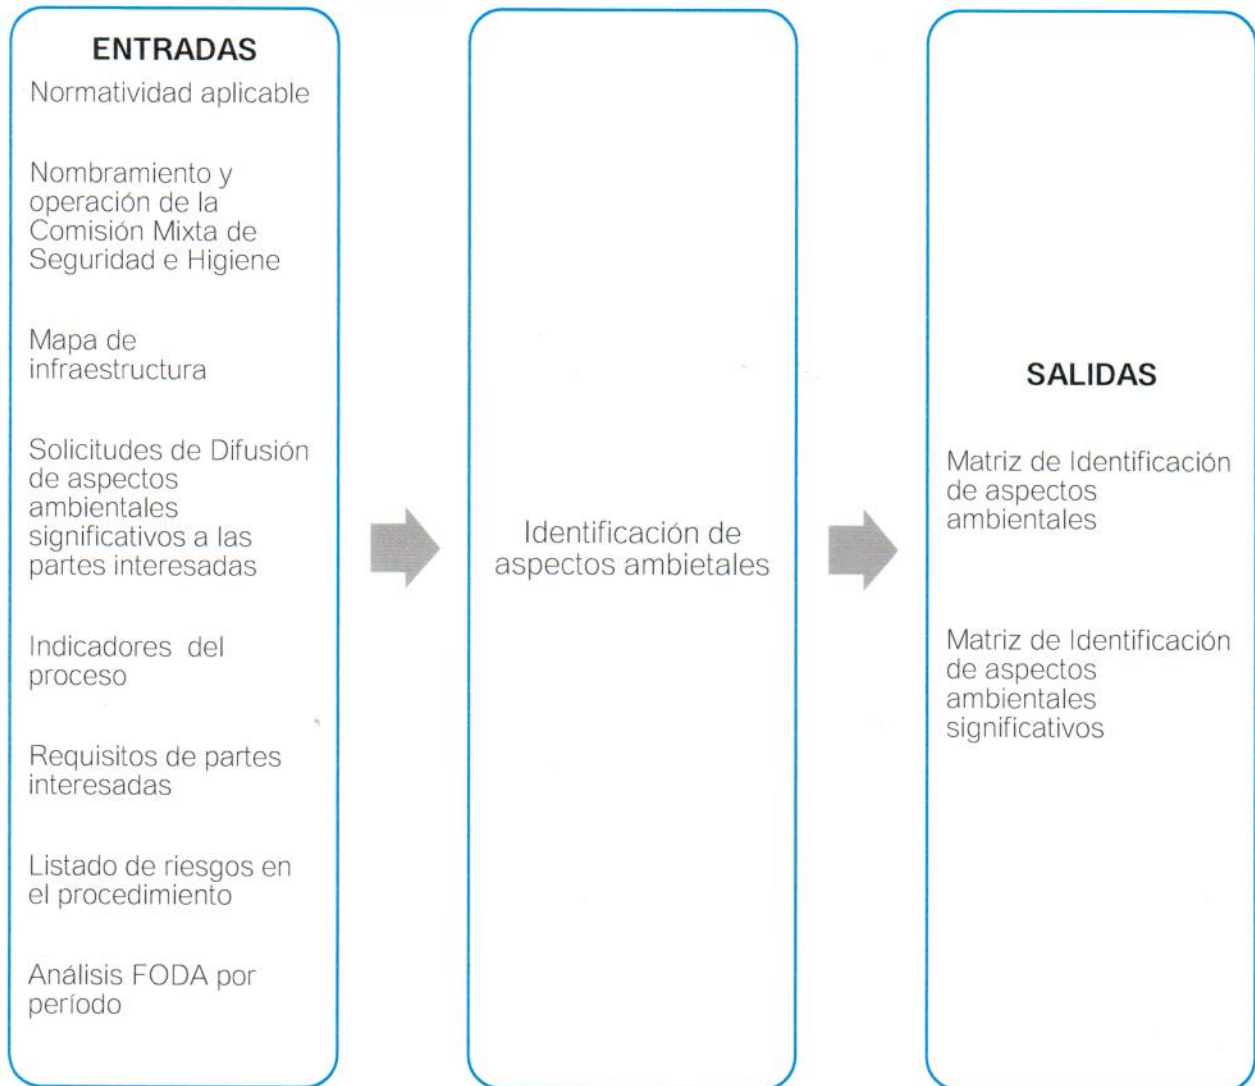 ENTRADAS
Normatividad aplicable
Nombramiento y
operación de la
Comisión Mixta de
Seguridad e Higiene
Mapa de
infraestructura
Solicitudes de Difusión
de aspectos
ambientales
significativos a las
partes interesadas
Indicadores del
proceso
Requisitos de partes
interesadas
Listado de riesgos en
el procedimiento
Análisis FODA por
período
Identificación de
aspectos ambietales
SALIDAS
Matriz de Identificación
de aspectos
ambientales
Matriz de Identificación
de aspectos
ambientales
significativos